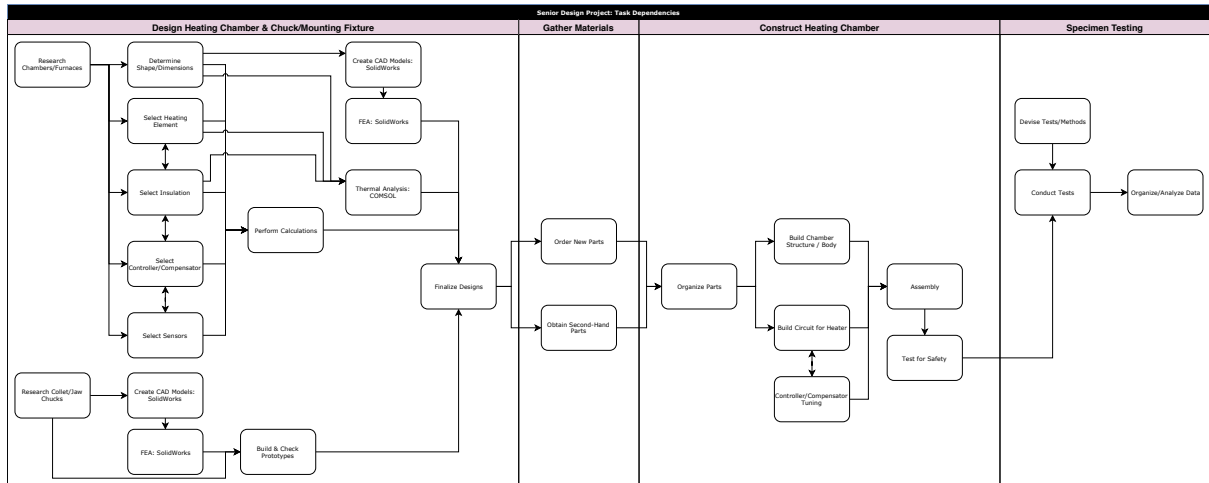 Senior Design Project: Task Dependencies
Design Heating Chamber & Chuck/Mounting Fixture
Gather Materials
Construct Heating Chamber
Specimen Testing
Research
Chambers/Furnaces
Determine
Shape/Dimensions
Create CAD Models:
SolidWorks
Select Heating
Element
FEA: SolidWorks
Select Insulation
Thermal Analysis:
COMSOL
Perform Calculations
Select
Controller/Compensator
Select Sensors
Finalize Designs
Research Collet/Jaw
Chucks
Create CAD Models:
SolidWorks
FEA: SolidWorks
Build & Check
Prototypes
Order New Parts
Obtain Second-Hand
Parts
Organize Parts
Build Chamber
Structure / Body
Build Circuit for Heater
Controller/Compensator
Tuning
Assembly
Test for Safety
Devise Tests/Methods
Conduct Tests
Organize/Analyze Data